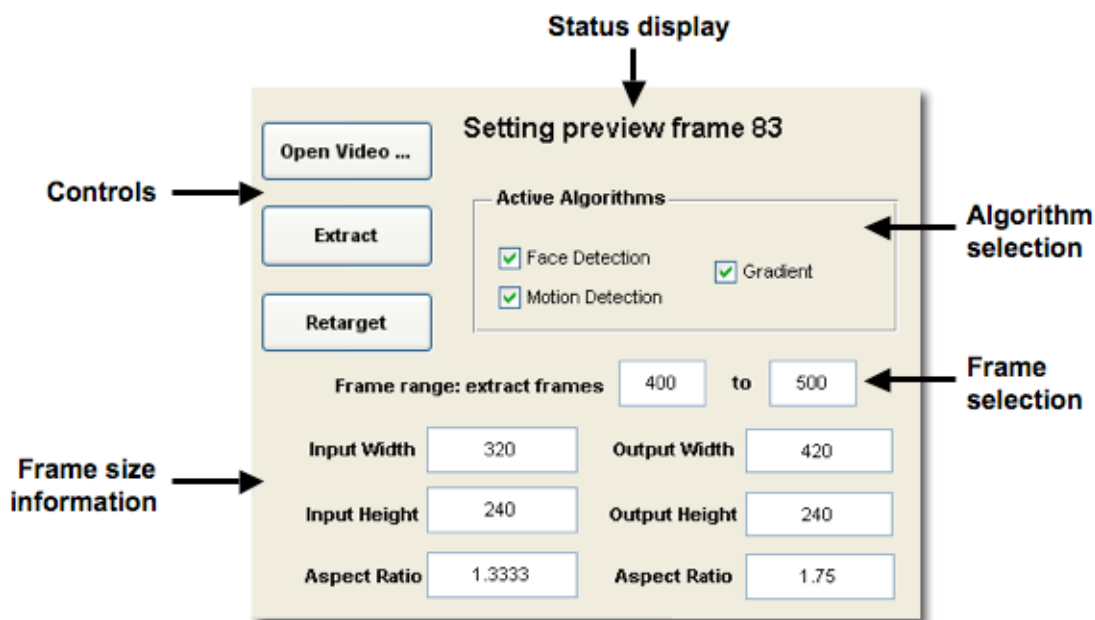 Status display
Setting preview frame 83
Open Video ...
Controls
Active Algorithms
Extract
Algorithm
selection
Face Detection
Gradient
Motion Detection
Retarget
Frame range: extract frames 400 to 500
Frame
selection
Input Width 320 Output Width 420
Frame size
information
Input Height 240 Output Height 240
Aspect Ratio 1.3333 Aspect Ratio 1.75